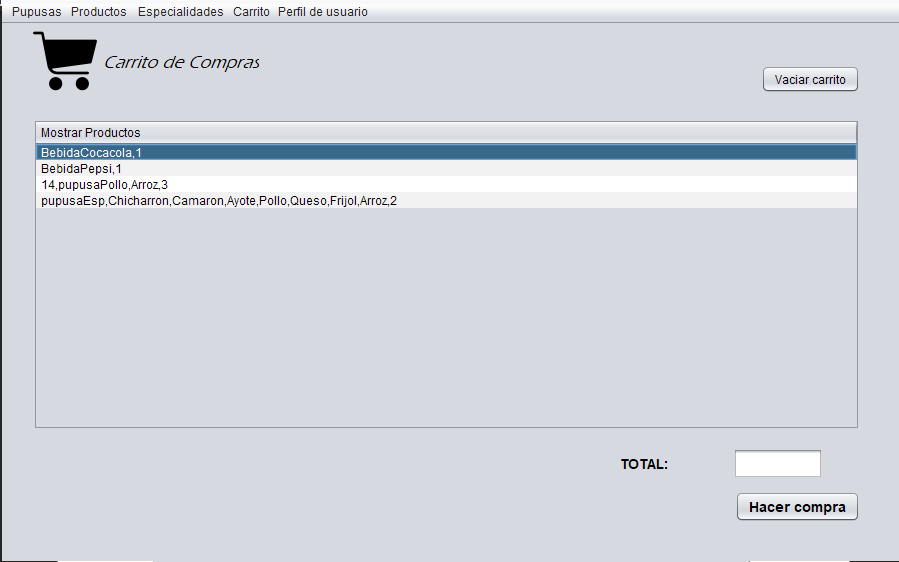 Pupusas Productos Especialidades Carrito Perfil de usuario
Carrito de Compras
Vaciar carrito
Mostrar Productos
BebidaCocacola,1
BebidaPepsi,1
14,pupusaPollo,Arroz,3
pupusaEsp,Chicharron,Camaron,Ayote,Pollo,Queso,Frijol,Arroz,2
TOTAL:
Hacer compra